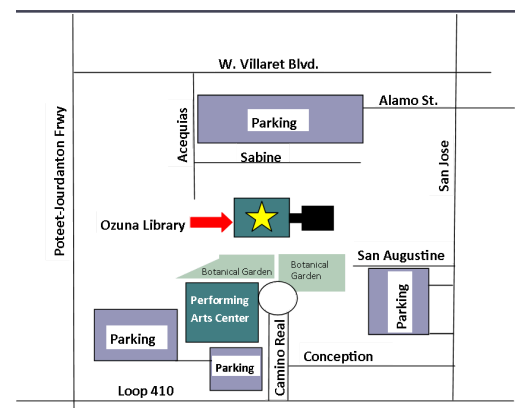 W. Villaret Blvd.
Alamo St.
Parking
Acequias
Sabine
Poteet-Jourdanton Frwy
San Jose
Ozuna Library
San Augustine
Botanical Garden
Botanical
Garden
Performing
Arts Center
Parking
Parking
Camino Real
Conception
Parking
Loop 410